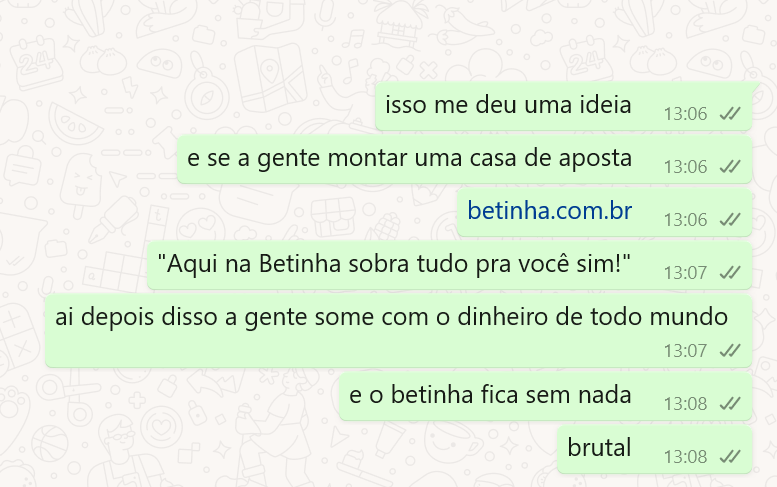 isso me deu uma ideia 13:06
e se a gente montar uma casa de aposta 13:06
betinha.com.br 13:06
"Aqui na Betinha sobra tudo pra você sim!" 13:07
ai depois disso a gente some com o dinheiro de todo mundo
13:07
e o betinha fica sem nada 13:08
brutal 13:08